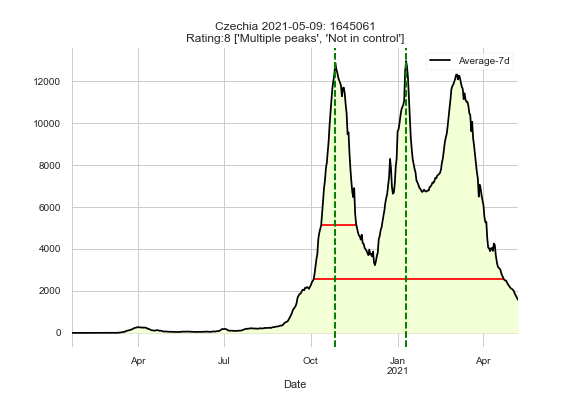 Czechia 2021-05-09: 1645061
Rating:8 ['Multiple peaks', 'Not in control']
Average-7d
12000
10000
8000
6000
4000
2000
0
Apr Jul Oct Jan Apr
2021
Date